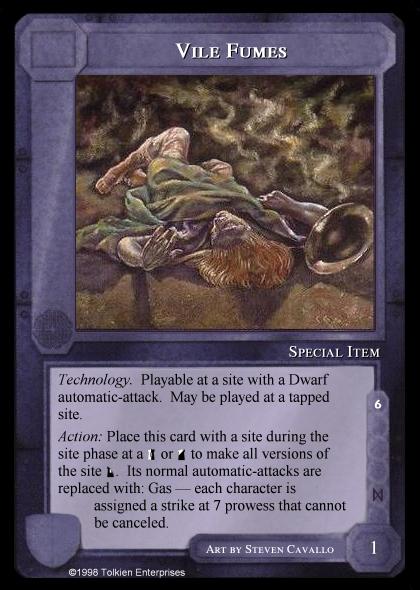 VILE FUMES
SPECIAL ITEM
Technology. Playable at a site with a Dwarf
automatic-attack. May be played at a tapped
site.
6
Action: Place this card with a site during the
site phase at a or to make all versions of
the site . Its normal automatic-attacks are
replaced with: Gas — each character is
assigned a strike at 7 prowess that cannot
be canceled.
ART BY STEVEN CAVALLO
1
©1998 Tolkien Enterprises